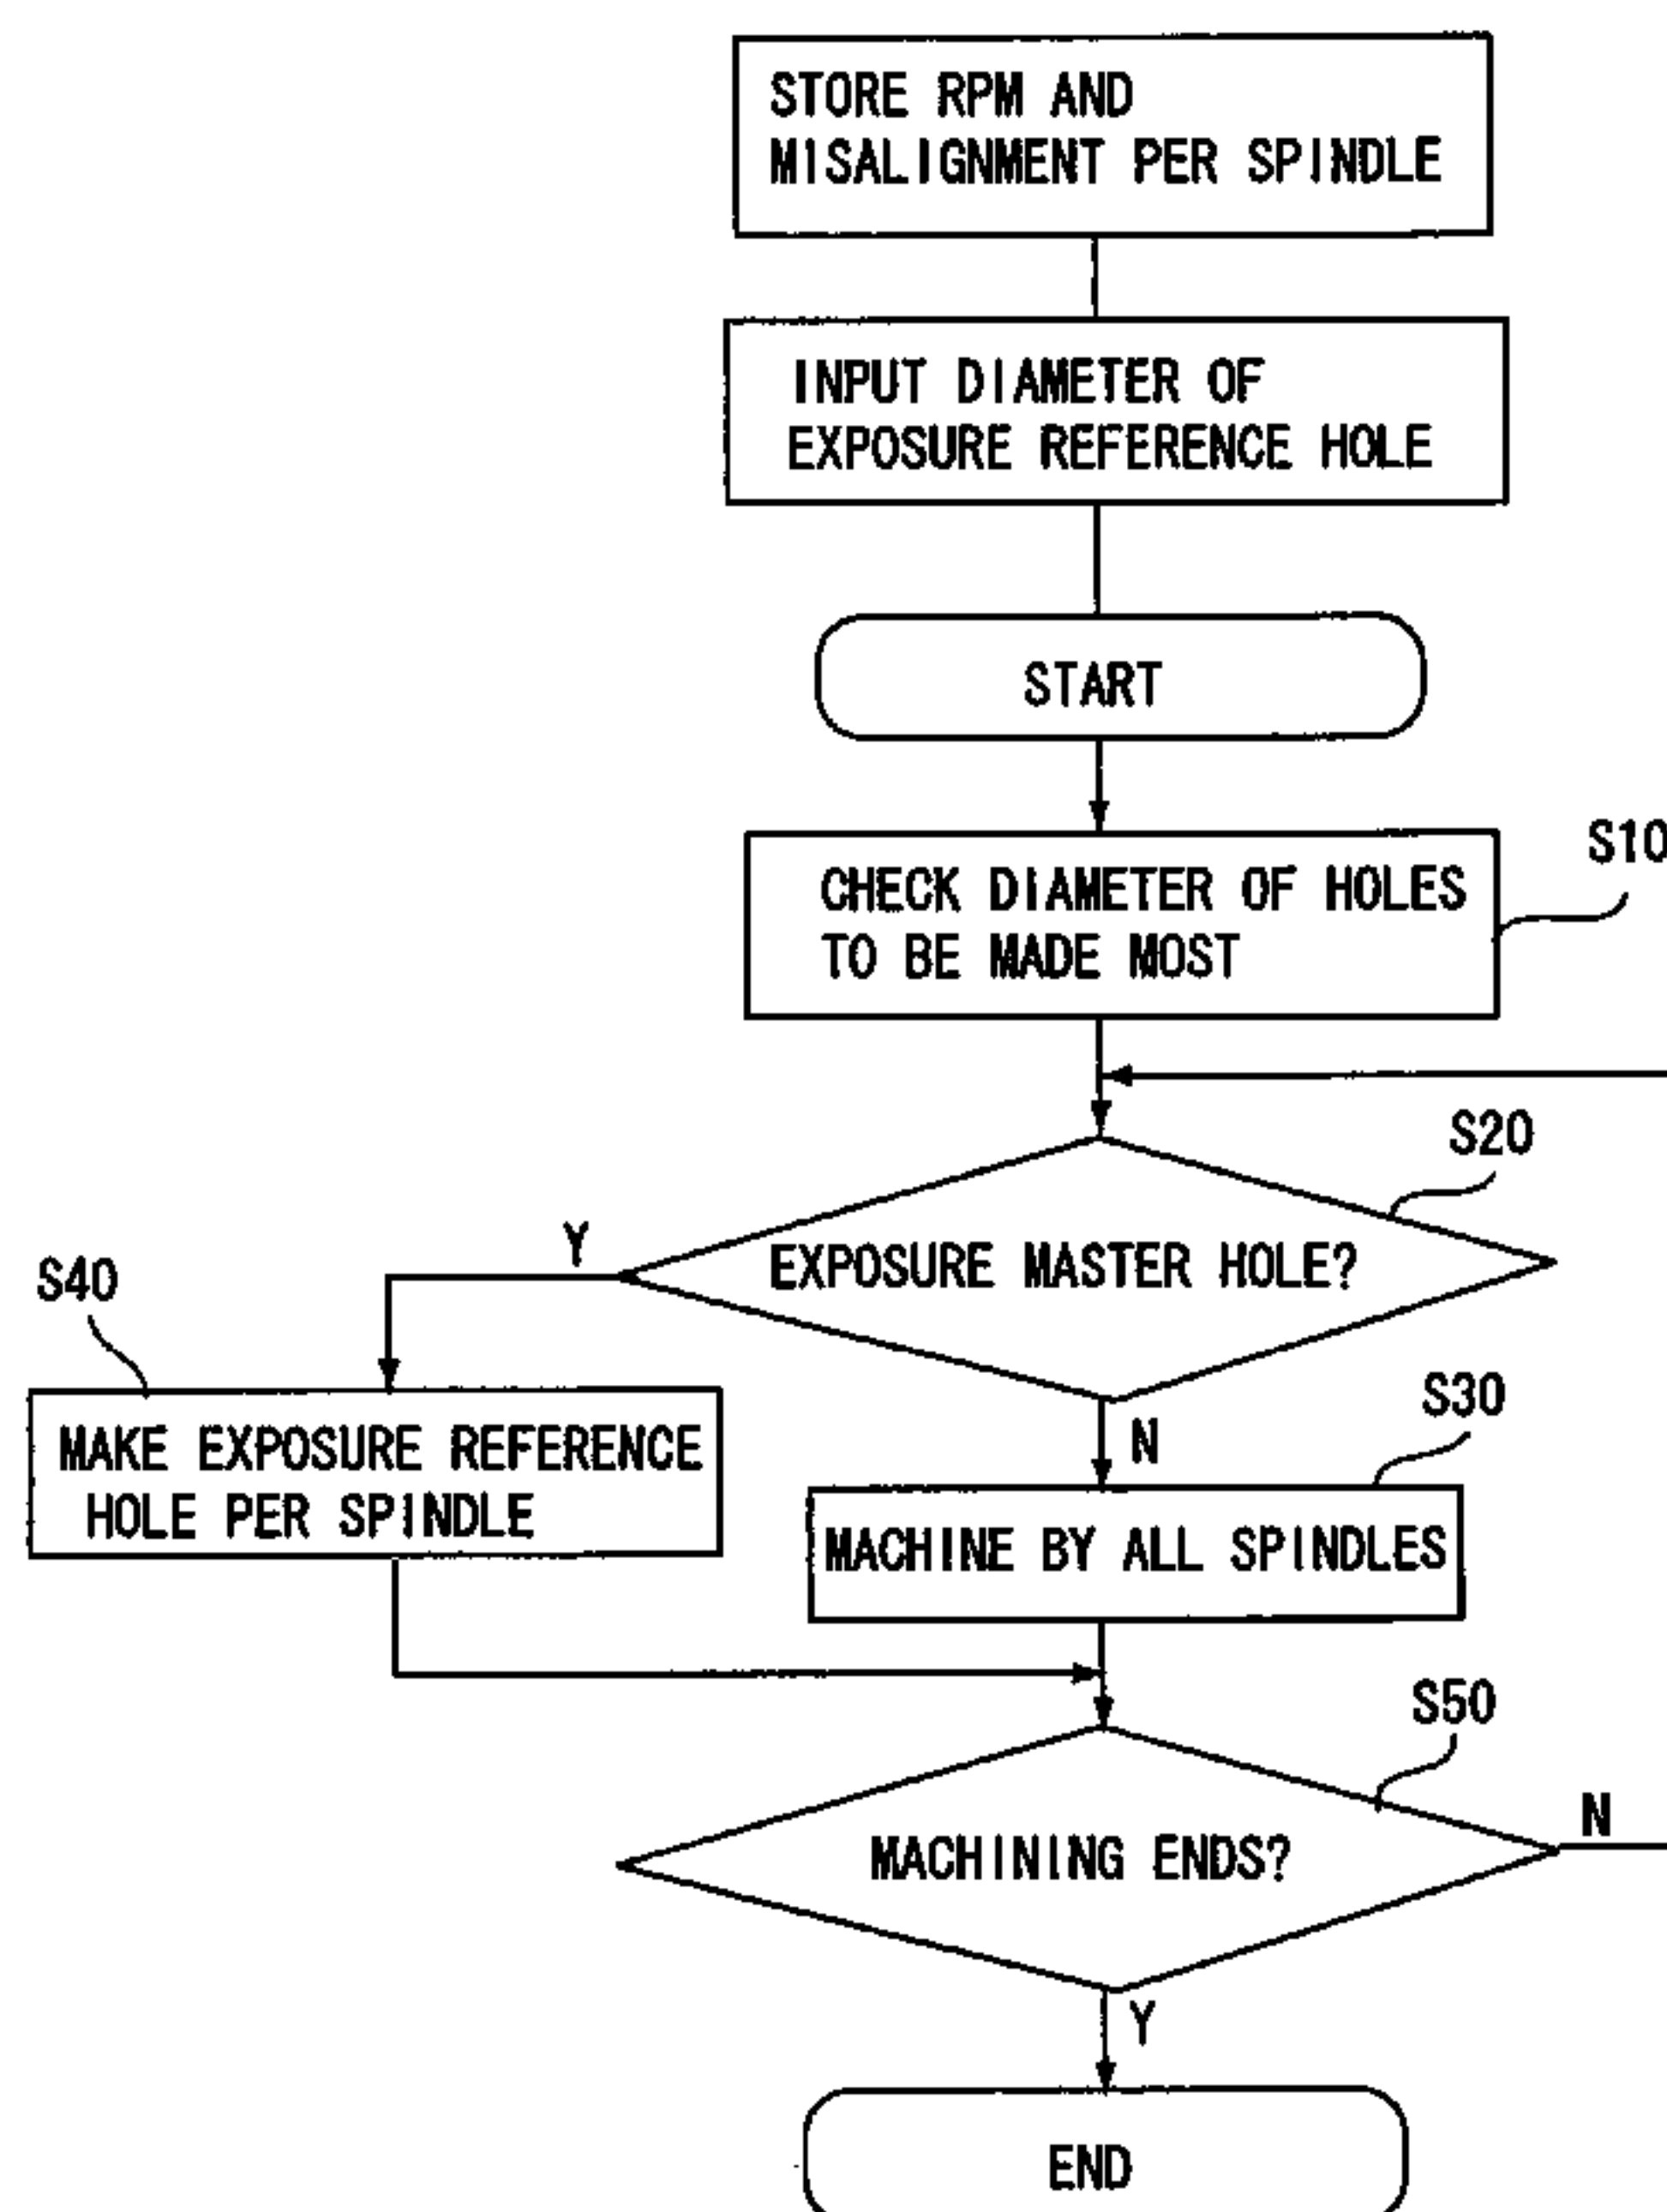 STORE RPM AND
MISALIGNMENT PER SPINDLE
INPUT DIAMETER OF
EXPOSURE REFERENCE HOLE
START
S10
CHECK DIAMETER OF HOLES
TO BE MADE MOST
S20
Y
EXPOSURE MASTER HOLE?
S40
S30
N
MAKE EXPOSURE REFERENCE
HOLE PER SPINDLE
MACHINE BY ALL SPINDLES
S50
N
MACHINING ENDS?
Y
END